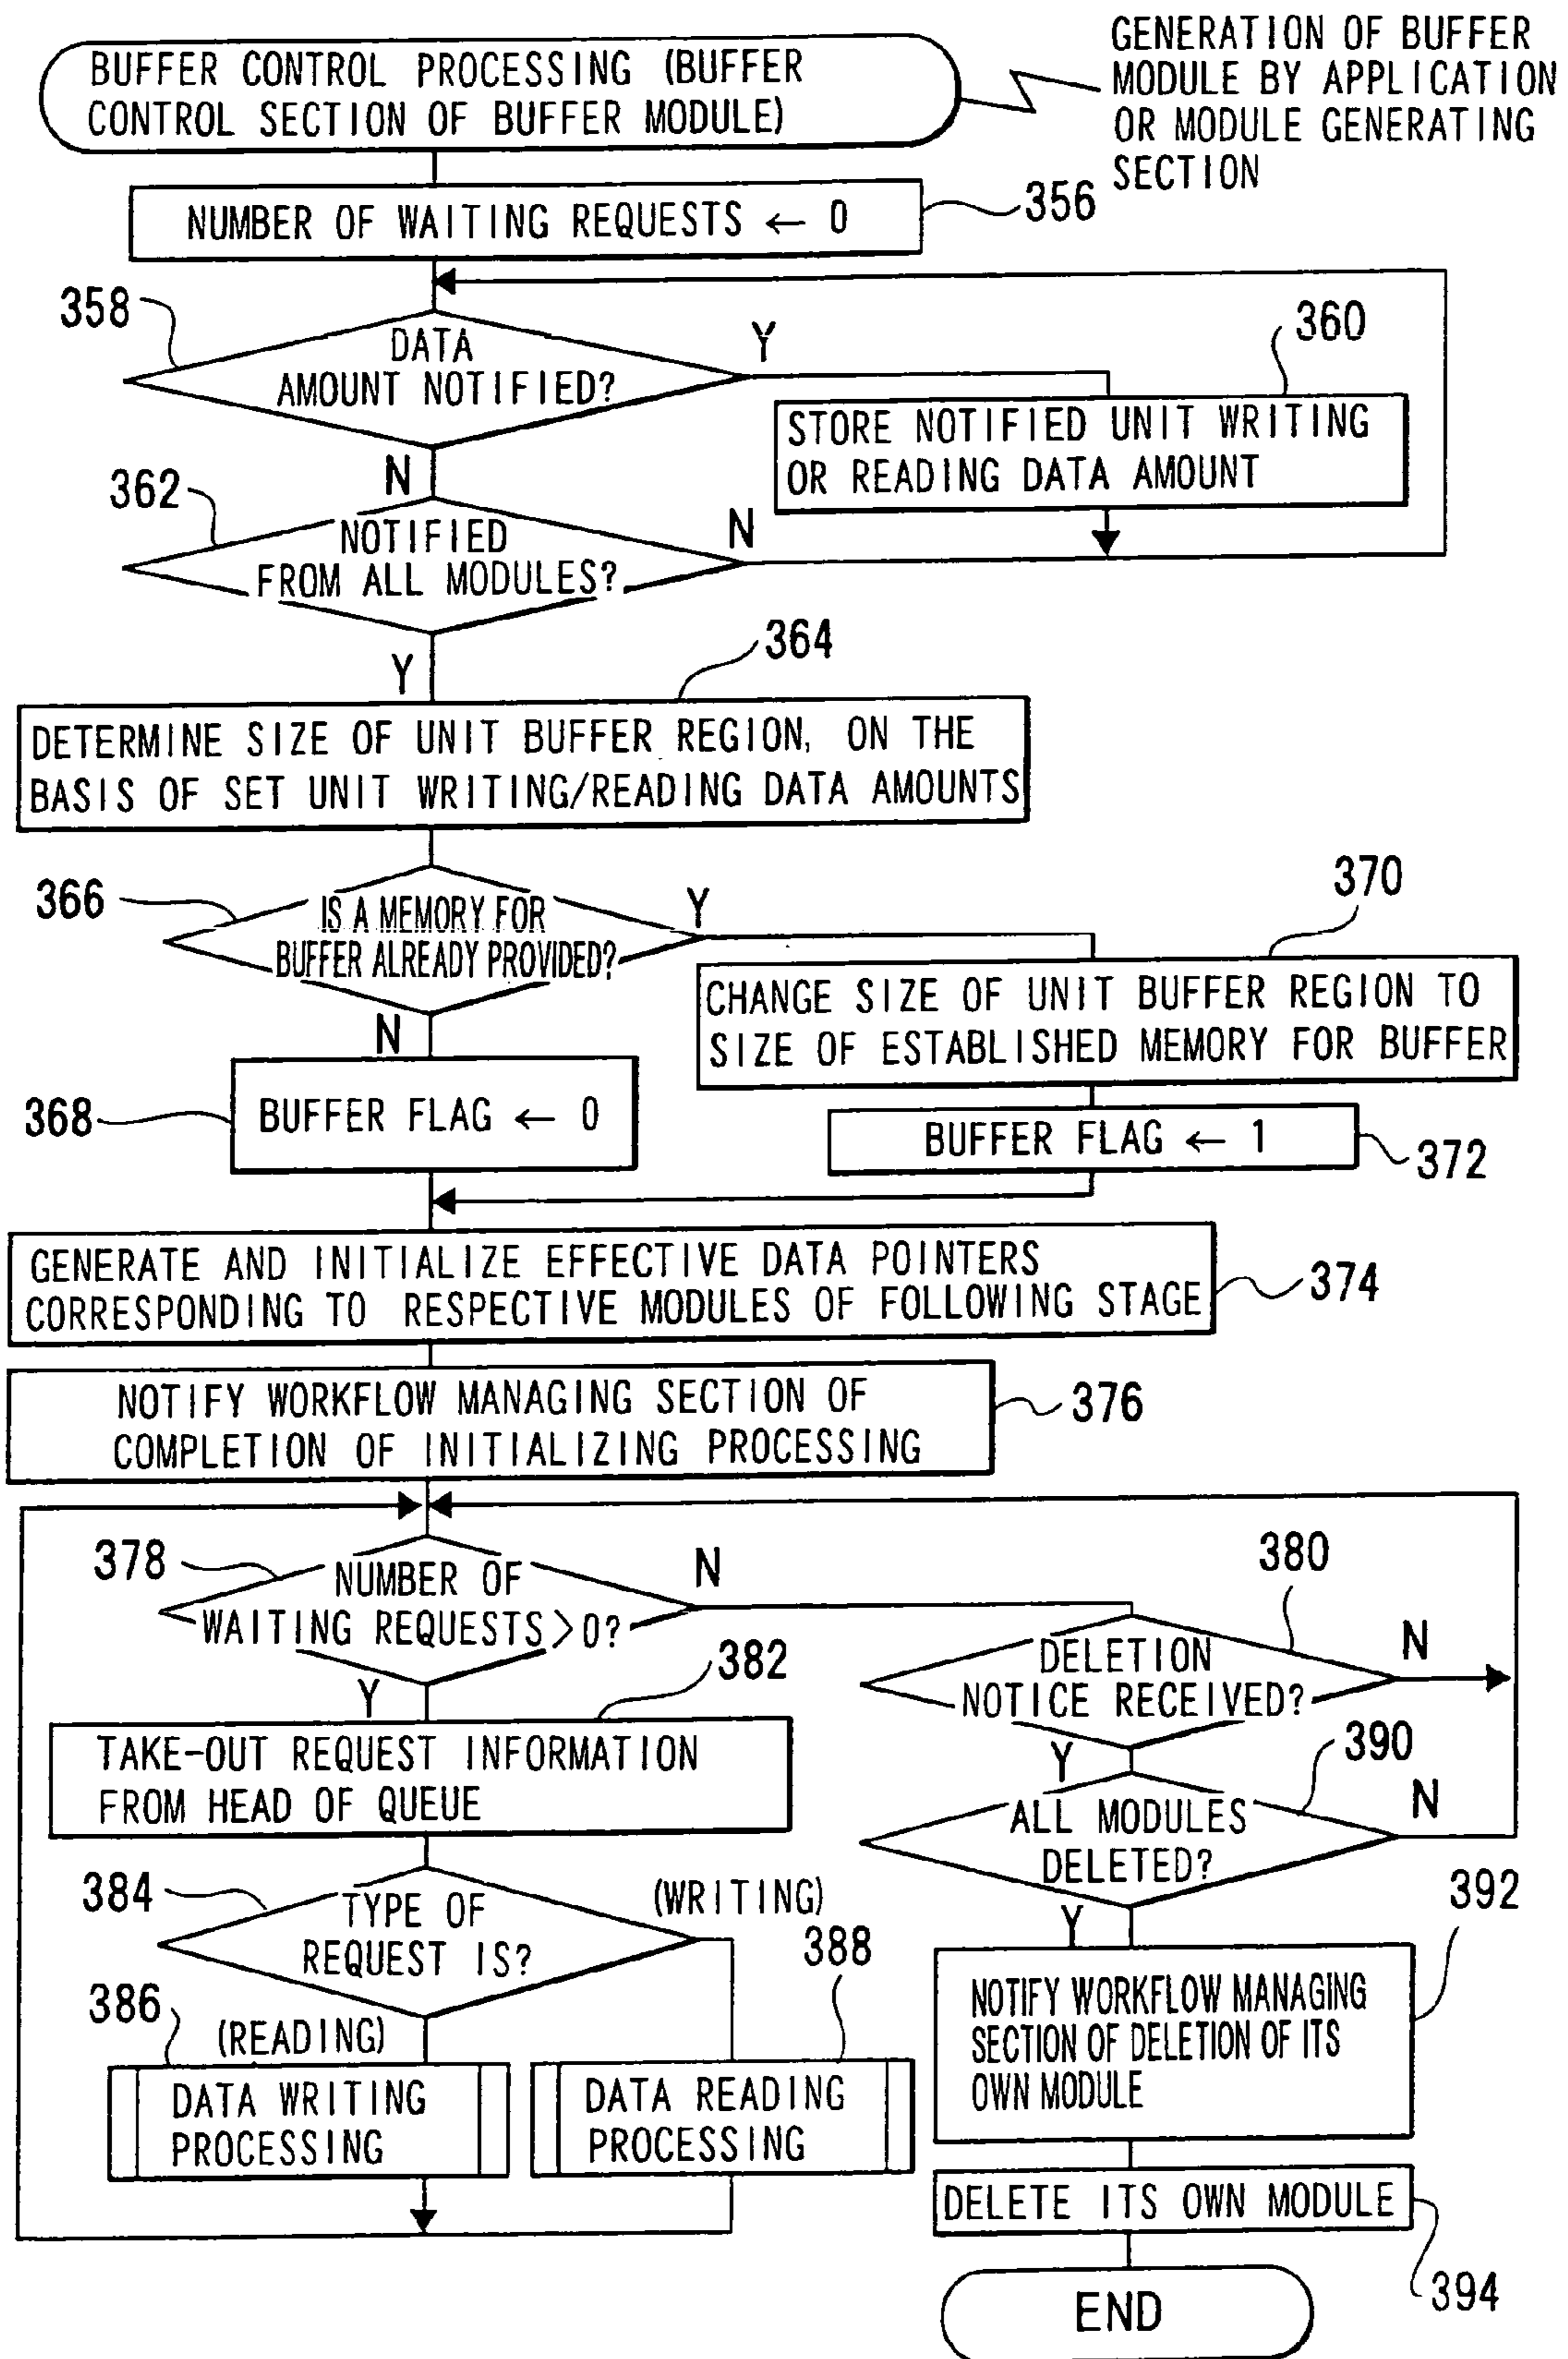 BUFFER CONTROL PROCESSING (BUFFER
CONTROL SECTION OF BUFFER MODULE)
GENERATION OF BUFFER
MODULE BY APPLICATION
OR MODULE GENERATING
SECTION
NUMBER OF WAITING REQUESTS ← 0
356
358
DATA
AMOUNT NOTIFIED?
Y
N
360
STORE NOTIFIED UNIT WRITING
OR READING DATA AMOUNT
362
NOTIFIED
FROM ALL MODULES?
N
Y
364
DETERMINE SIZE OF UNIT BUFFER REGION, ON THE
BASIS OF SET UNIT WRITING/READING DATA AMOUNTS
366
IS A MEMORY FOR
BUFFER ALREADY PROVIDED?
Y
N
370
CHANGE SIZE OF UNIT BUFFER REGION TO
SIZE OF ESTABLISHED MEMORY FOR BUFFER
368
BUFFER FLAG ← 0
BUFFER FLAG ← 1
372
GENERATE AND INITIALIZE EFFECTIVE DATA POINTERS
CORRESPONDING TO RESPECTIVE MODULES OF FOLLOWING STAGE
374
NOTIFY WORKFLOW MANAGING SECTION OF
COMPLETION OF INITIALIZING PROCESSING
376
378
NUMBER OF
WAITING REQUESTS >0?
N
Y
380
DELETION
NOTICE RECEIVED?
N
Y
382
TAKE-OUT REQUEST INFORMATION
FROM HEAD OF QUEUE
390
ALL MODULES
DELETED?
N
Y
384
TYPE OF
REQUEST IS?
(WRITING)
(READING)
386
DATA WRITING
PROCESSING
388
DATA READING
PROCESSING
392
NOTIFY WORKFLOW MANAGING
SECTION OF DELETION OF ITS
OWN MODULE
DELETE ITS OWN MODULE
394
END